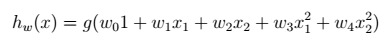 h_w(x) = g(w_0 1 + w_1 x_1 + w_2 x_2 + w_3 x_1^2 + w_4 x_2^2)